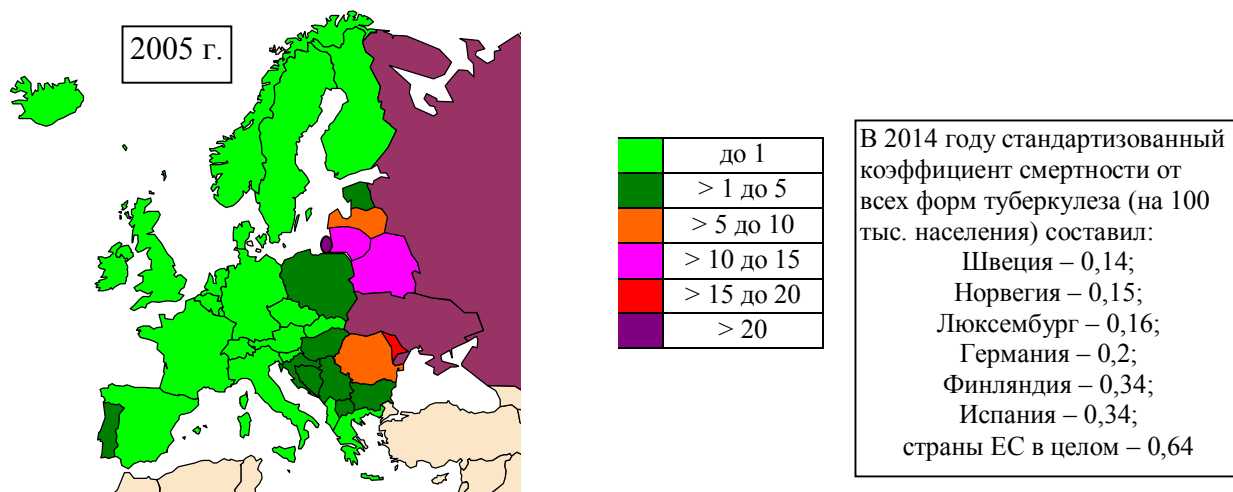 2005 г.
до 1
> 1 до 5
> 5 до 10
> 10 до 15
> 15 до 20
> 20
В 2014 году стандартизованный
коэффициент смертности от
всех форм туберкулеза (на 100
тыс. населения) составил:
Швеция – 0,14;
Норвегия – 0,15;
Люксембург – 0,16;
Германия – 0,2;
Финляндия – 0,34;
Испания – 0,34;
страны ЕС в целом – 0,64